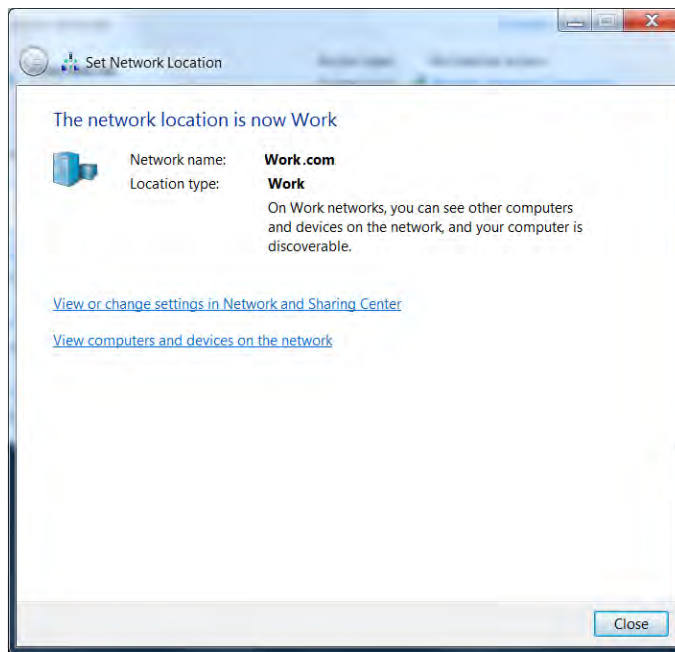 Set Network Location
The network location is now Work
Network name: Work.com
Location type: Work
On Work networks, you can see other computers
and devices on the network, and your computer is
discoverable.
View or change settings in Network and Sharing Center
View computers and devices on the network
Close